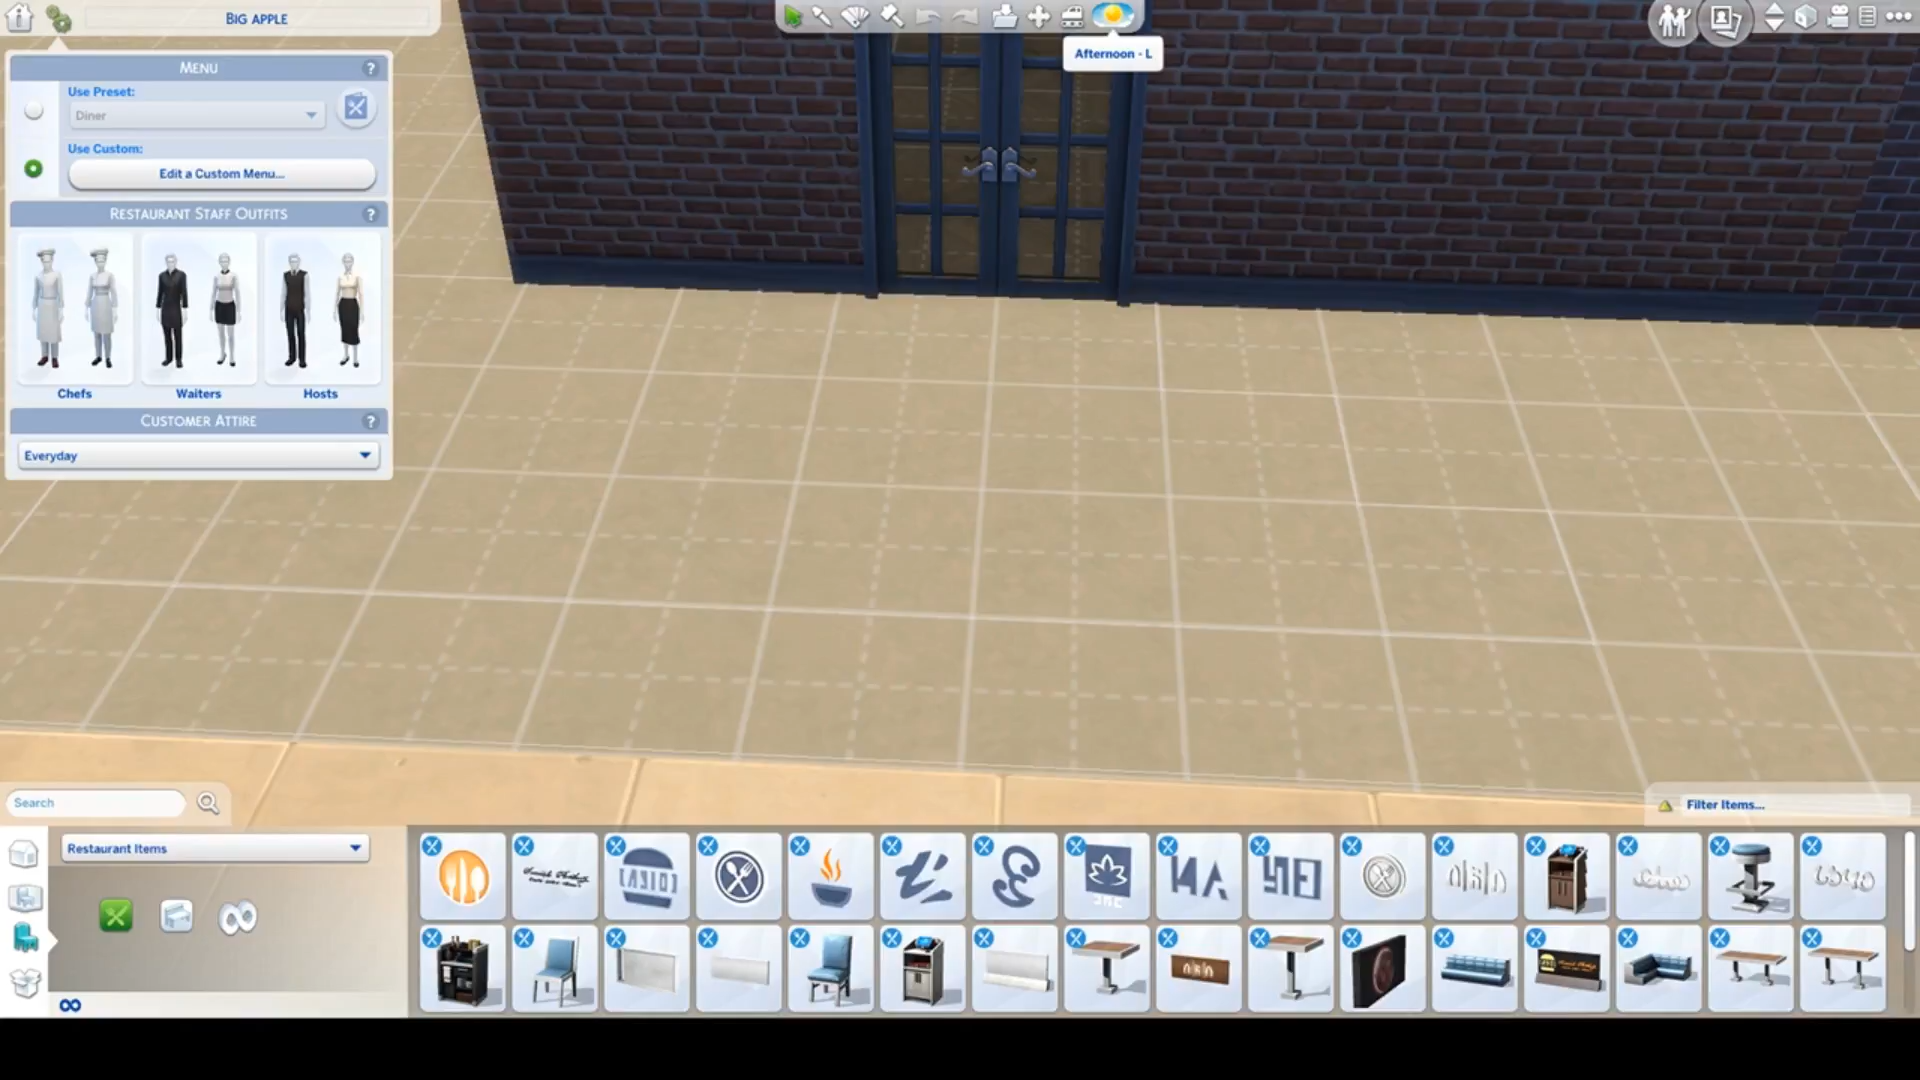 BIG APPLE
Afternoon - L
MENU
?
Use Preset:
Diner
Use Custom:
Edit a Custom Menu...
RESTAURANT STAFF OUTFITS
?
Chefs
Waiters
Hosts
CUSTOMER ATTIRE
?
Everyday
Search
Filter Items...
Restaurant Items